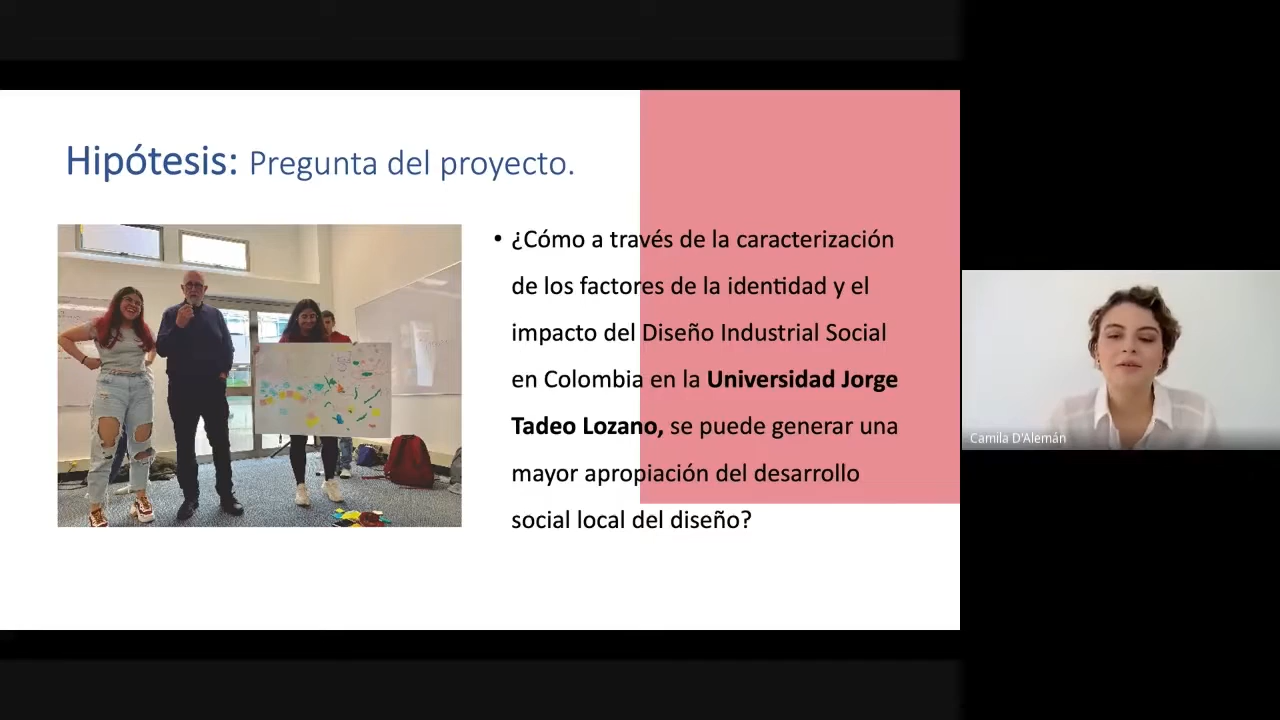 Hipótesis: Pregunta del proyecto.
• ¿Cómo a través de la caracterización
de los factores de la identidad y el
impacto del Diseño Industrial Social
en Colombia en la Universidad Jorge
Tadeo Lozano, se puede generar una
mayor apropiación del desarrollo
social local del diseño?
Camila D'Alemán